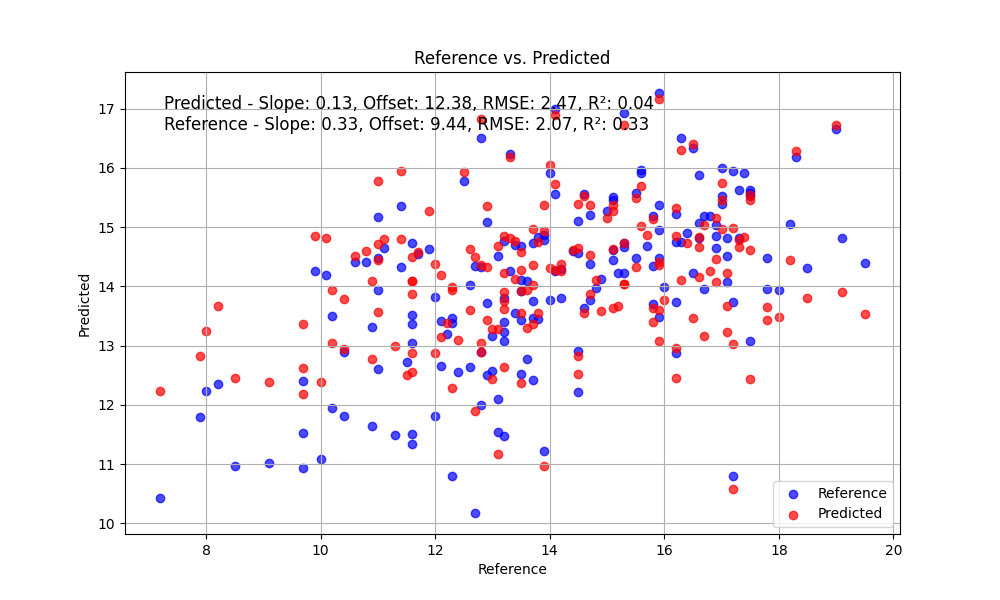 Reference vs. Predicted
Predicted - Slope: 0.13, Offset: 12.38, RMSE: 2.47, R²: 0.04
Reference - Slope: 0.33, Offset: 9.44, RMSE: 2.07, R²: 0.33
Predicted
17
16
15
14
13
12
11
10
Reference
Predicted
8 10 12 14 16 18 20
Reference